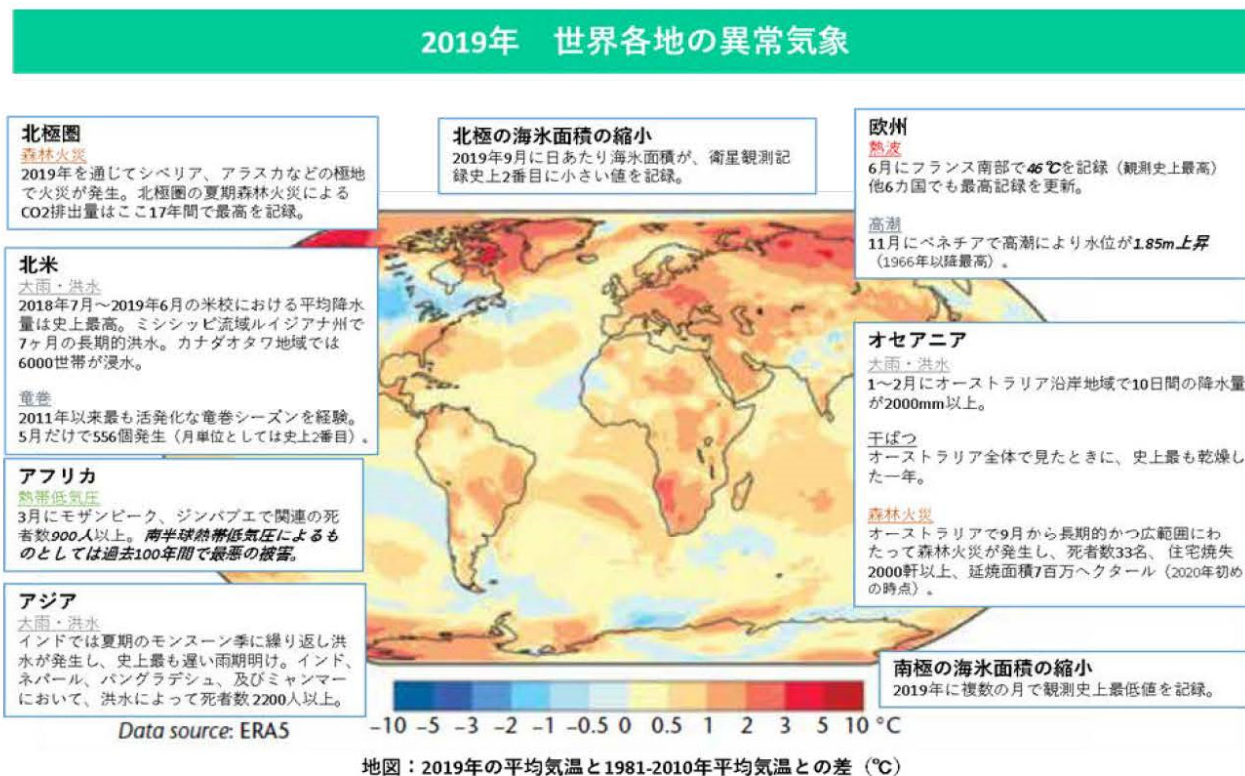 2019年 世界各地の異常気象
北極圏
森林火災
2019年を通じてシベリア、アラスカなどの極地
で火災が発生。北極圏の夏期森林火災による
CO2排出量はここ17年間で最高を記録。
北極の海氷面積の縮小
2019年9月に日あたり海氷面積が、衛星観測記
録史上2番目に小さい値を記録。
欧州
熱波
6月にフランス南部で46℃を記録（観測史上最高）
他6カ国でも最高記録を更新。
高潮
11月にベネチアで高潮により水位が1.85m上昇
（1966年以降最高）。
北米
大雨・洪水
2018年7月～2019年6月の米校における平均降水
量は史上最高。ミシシッピ流域ルイジアナ州で
7ヶ月の長期的洪水。カナダオタワ地域では
6000世帯が浸水。
竜巻
2011年以来最も活発化な竜巻シーズンを経験。
5月だけで556個発生（月単位としては史上2番目）。
オセアニア
大雨・洪水
1～2月にオーストラリア沿岸地域で10日間の降水量
が2000mm以上。
干ばつ
オーストラリア全体で見たときに、史上最も乾燥し
た一年。
森林火災
オーストラリアで9月から長期的かつ広範囲にわ
たって森林火災が発生し、死者数33名、住宅焼失
2000軒以上、延焼面積7百万ヘクタール（2020年初め
の時点）。
アフリカ
熱帯低気圧
3月にモザンビーク、ジンバブエで関連の死
者数900人以上。南半球熱帯低気圧によるも
のとしては過去100年間で最悪の被害。
アジア
大雨・洪水
インドでは夏期のモンスーン季に繰り返し洪
水が発生し、史上最も遅い雨期明け。インド、
ネパール、バングラデシュ、及びミャンマー
において、洪水によって死者数2200人以上。
南極の海氷面積の縮小
2019年に複数の月で観測史上最低値を記録。
−10 −5 −3 −2 −1 −0.5 0 0.5 1 2 3 5 10 °C
Data source: ERA5
地図：2019年の平均気温と1981-2010年平均気温との差（℃）